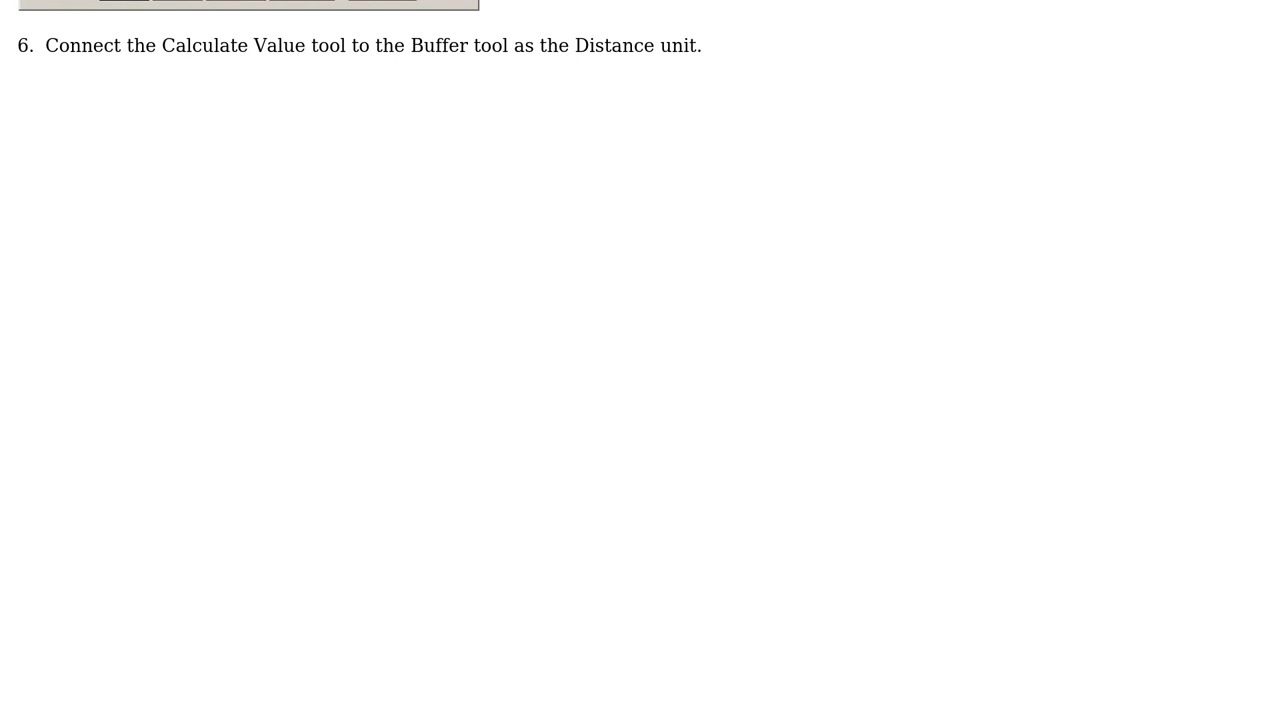 6. Connect the Calculate Value tool to the Buffer tool as the Distance unit.